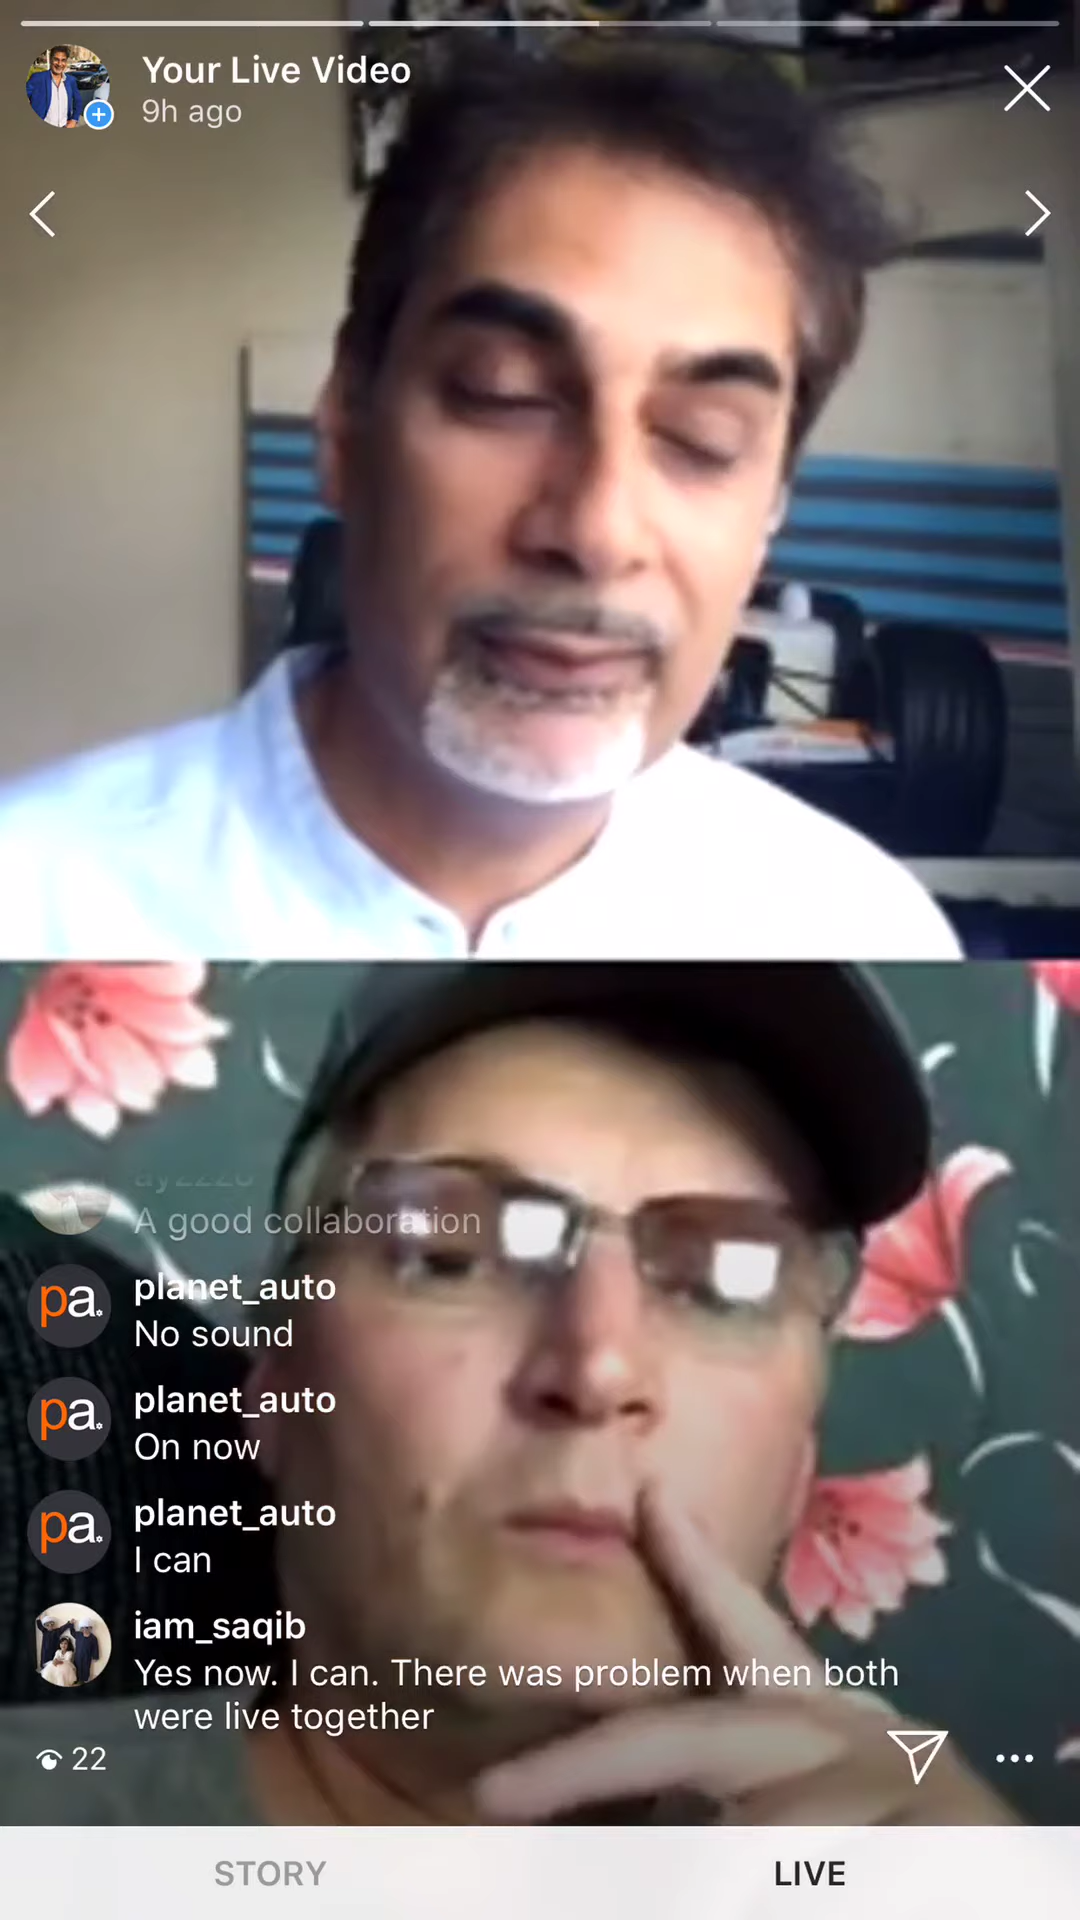 Your Live Video
9h ago
A good collaboration
pa.
planet_auto
No sound
pa.
planet_auto
On now
pa.
planet_auto
I can
iam_saqib
Yes now. I can. There was problem when both
were live together
22
STORY
LIVE